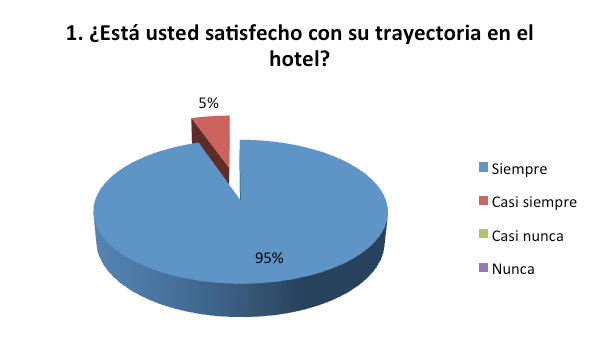 1. ¿Está usted satisfecho con su trayectoria en el
hotel?
5%
95%
Siempre
Casi siempre
Casi nunca
Nunca